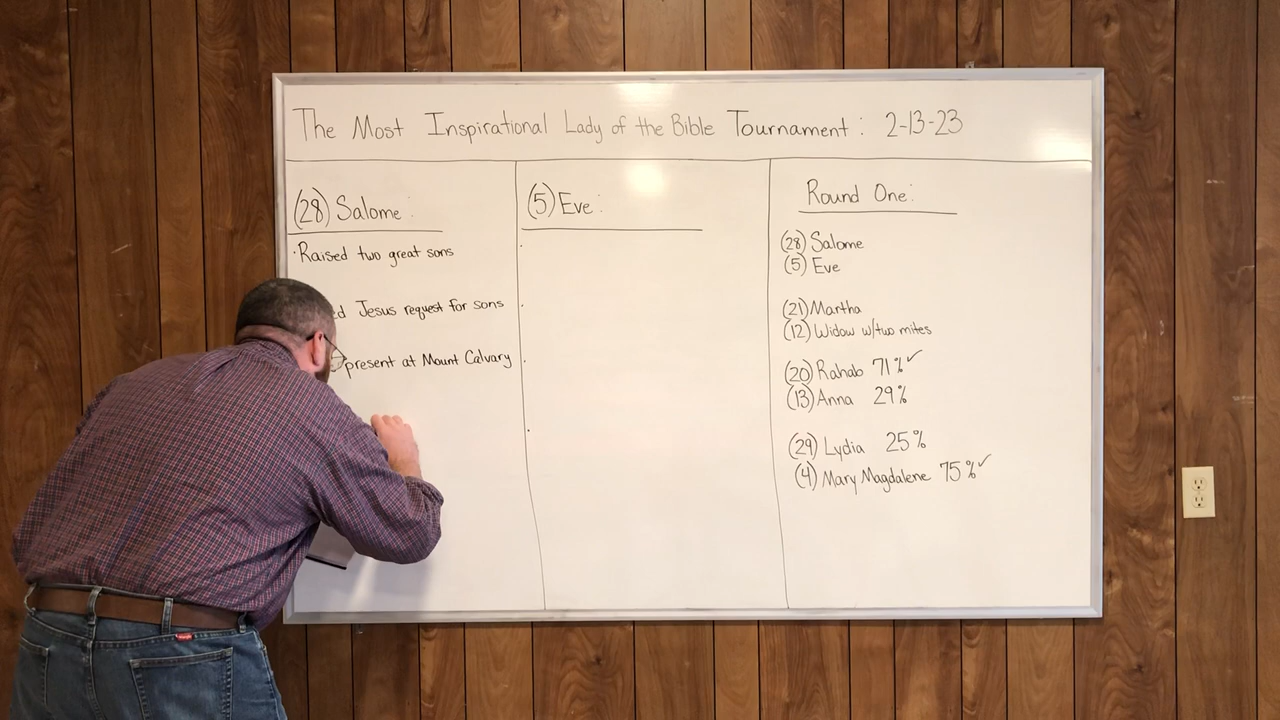 The Most Inspirational Lady of the Bible Tournament: 2-13-23
(28) Salome:
·Raised two great sons
Jesus request for sons
present at Mount Calvary
(5) Eve:
Round One:
(28) Salome
(5) Eve
(21) Martha
(12) Widow w/two mites
(20) Rahab 71% ✓
(13) Anna 29%
(29) Lydia 25%
(4) Mary Magdalene 75% ✓